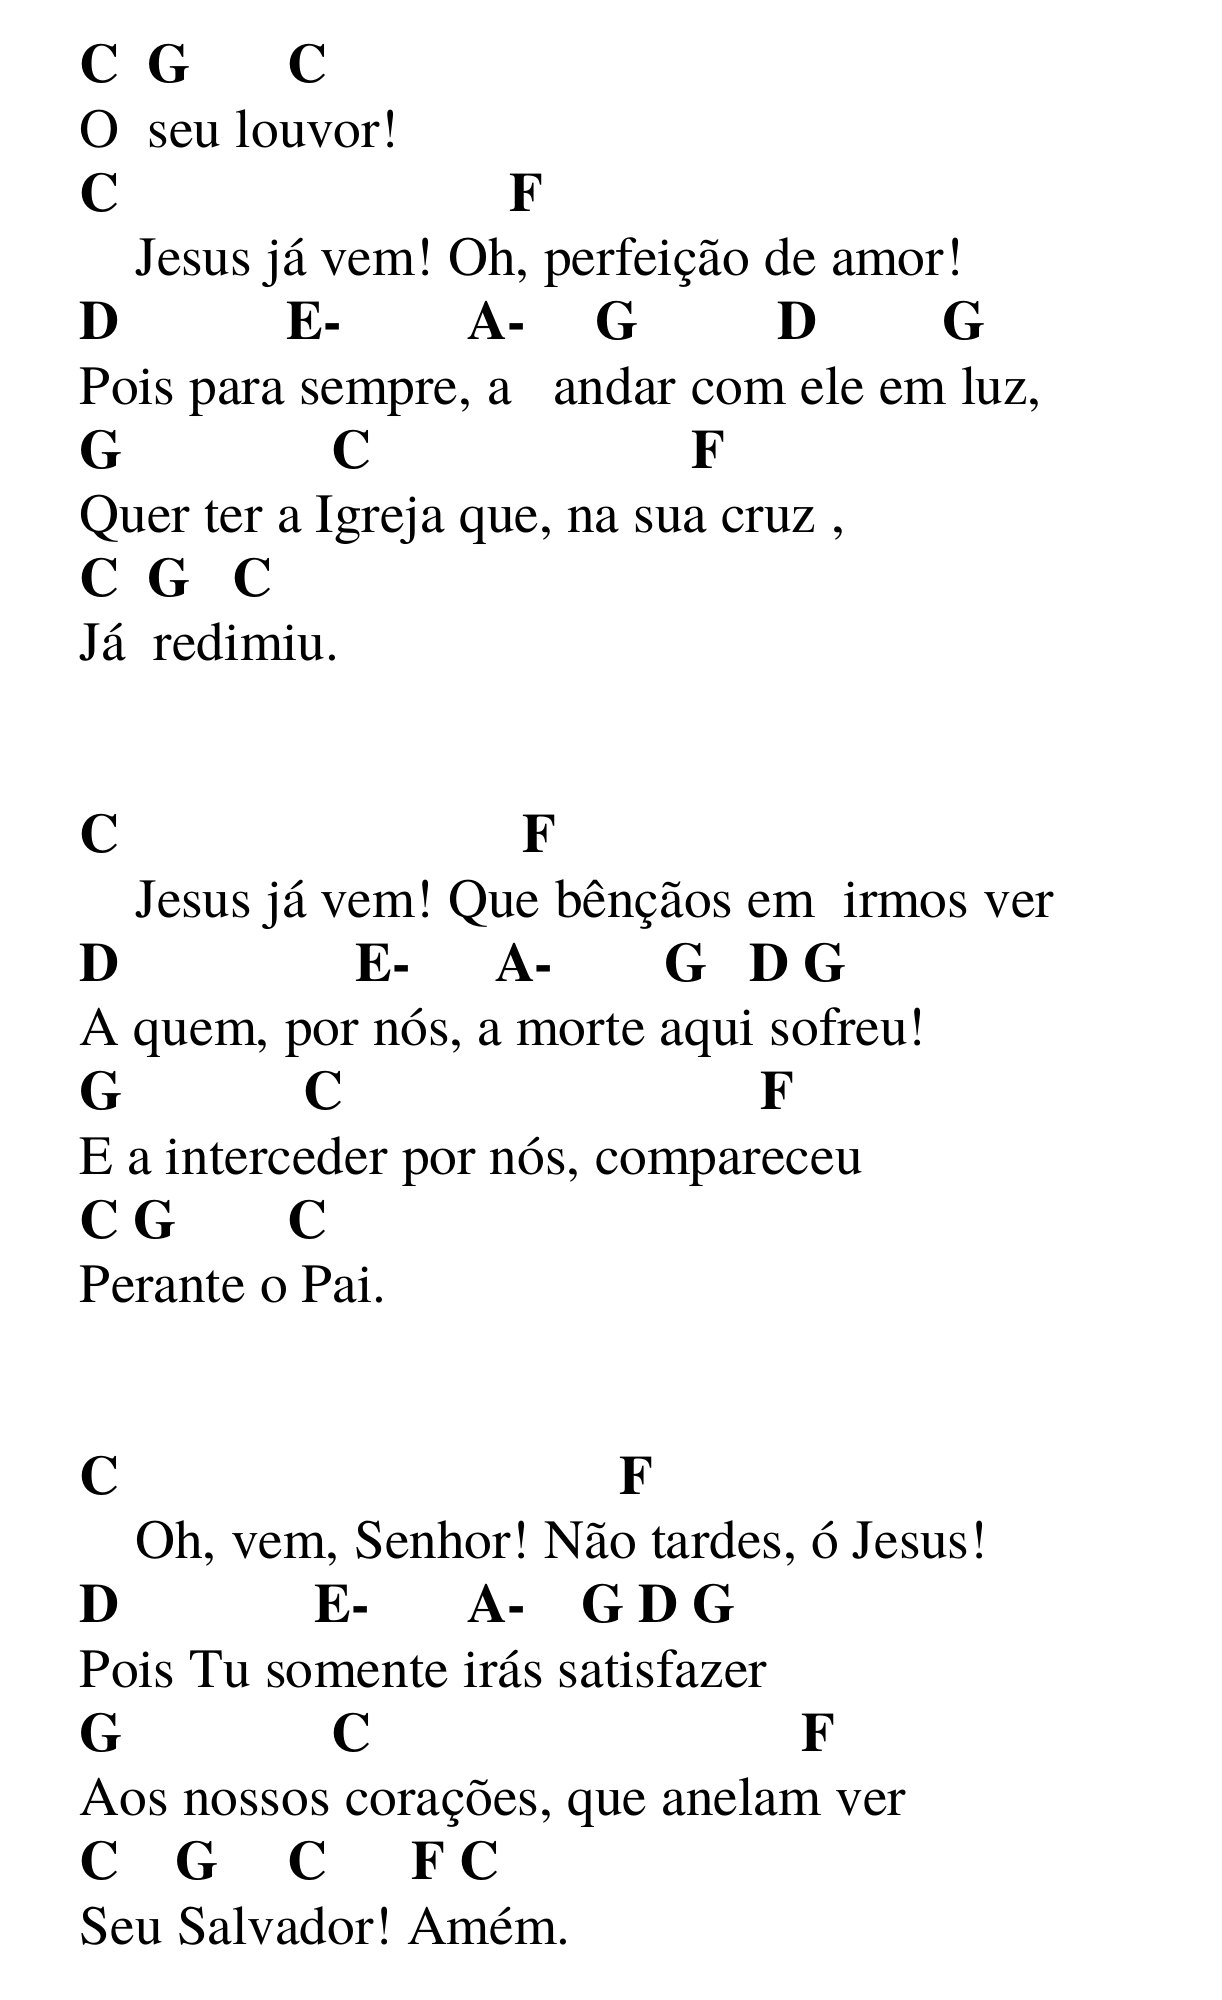 C  G       C
O  seu louvor!
C                            F
    Jesus já vem! Oh, perfeição de amor!
D            E-         A-     G          D         G
Pois para sempre, a   andar com ele em luz,
G               C                       F
Quer ter a Igreja que, na sua cruz ,
C  G   C
Já  redimiu.
C                             F
    Jesus já vem! Que bênçãos em  irmos ver
D                 E-      A-        G   D G
A quem, por nós, a morte aqui sofreu!
G             C                              F
E a interceder por nós, compareceu
C G        C
Perante o Pai.
C                                    F
    Oh, vem, Senhor! Não tardes, ó Jesus!
D              E-       A-    G D G
Pois Tu somente irás satisfazer
G               C                               F
Aos nossos corações, que anelam ver
C    G     C      F C
Seu Salvador! Amém.